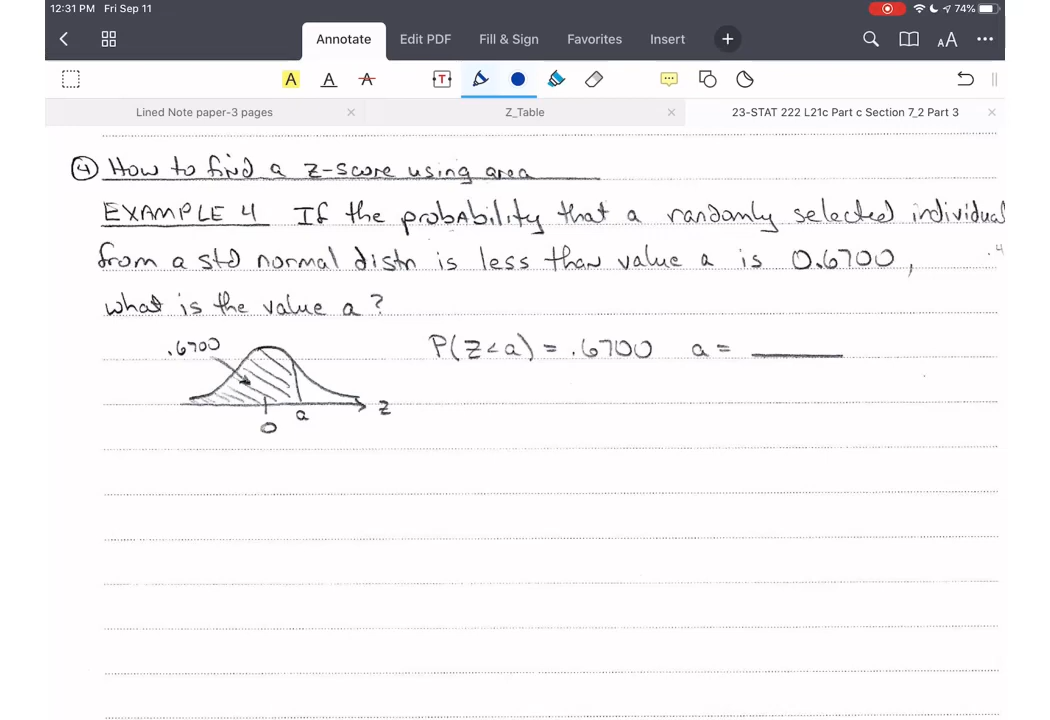 12:31 PM Fri Sep 11 74%
Annotate Edit PDF Fill & Sign Favorites Insert
Lined Note paper-3 pages Z_Table 23-STAT 222 L21c Part c Section 7_2 Part 3
④ How to find a z-score using area
EXAMPLE 4 If the probability that a randomly selected individual
from a std normal distn is less than value a is 0.6700,
what is the value a?
.6700 P(Z<a) = .6700 a = ______
a Z
0